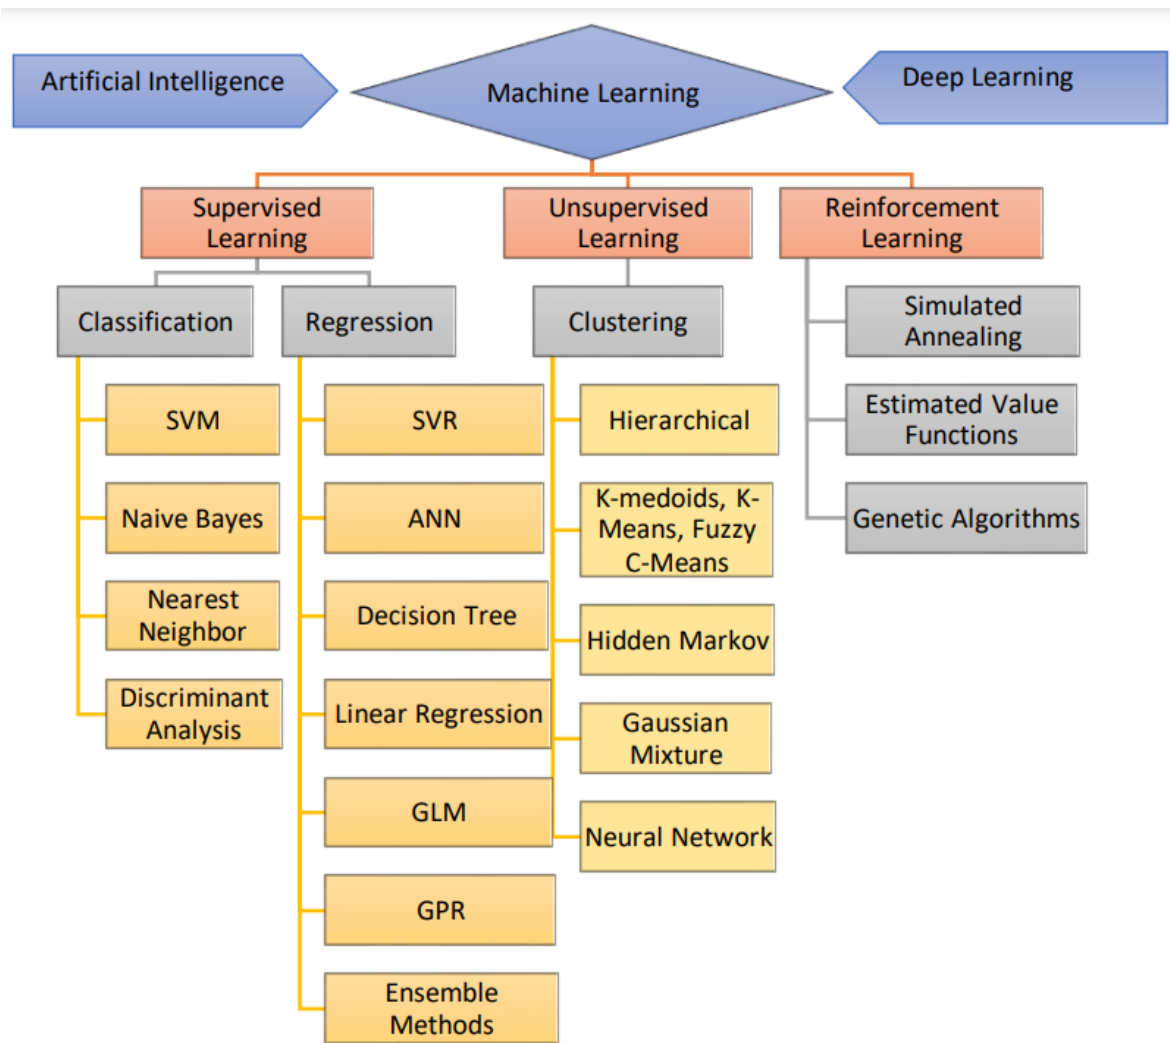 Artificial Intelligence
Machine Learning
Deep Learning
Supervised
Learning
Unsupervised
Learning
Reinforcement
Learning
Classification
Regression
Clustering
Simulated
Annealing
Estimated Value
Functions
Genetic Algorithms
SVM
Naive Bayes
Nearest
Neighbor
Discriminant
Analysis
SVR
ANN
Decision Tree
Linear Regression
GLM
GPR
Ensemble
Methods
Hierarchical
K-medoids, K-
Means, Fuzzy
C-Means
Hidden Markov
Gaussian
Mixture
Neural Network